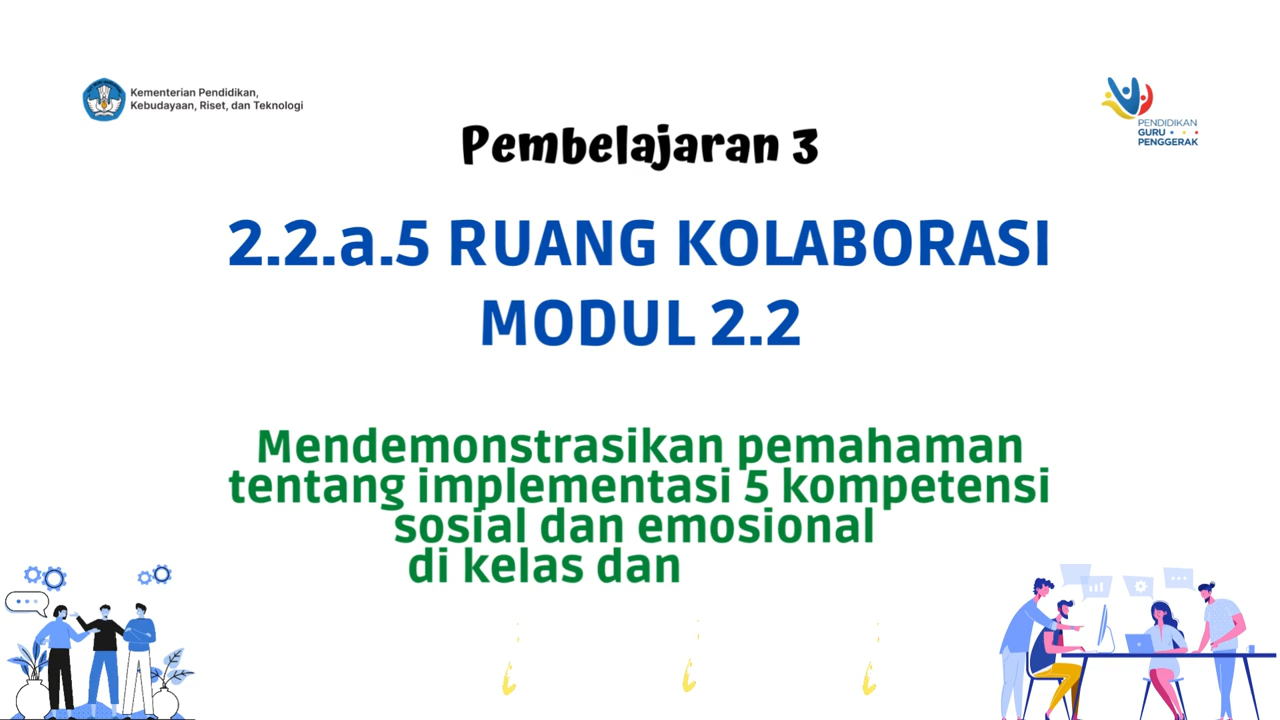 Kementerian Pendidikan,
Kebudayaan, Riset, dan Teknologi
PENDIDIKAN
GURU
PENGGERAK
Pembelajaran 3
2.2.a.5 RUANG KOLABORASI
MODUL 2.2
Mendemonstrasikan pemahaman
tentang implementasi 5 kompetensi
sosial dan emosional
di kelas dan